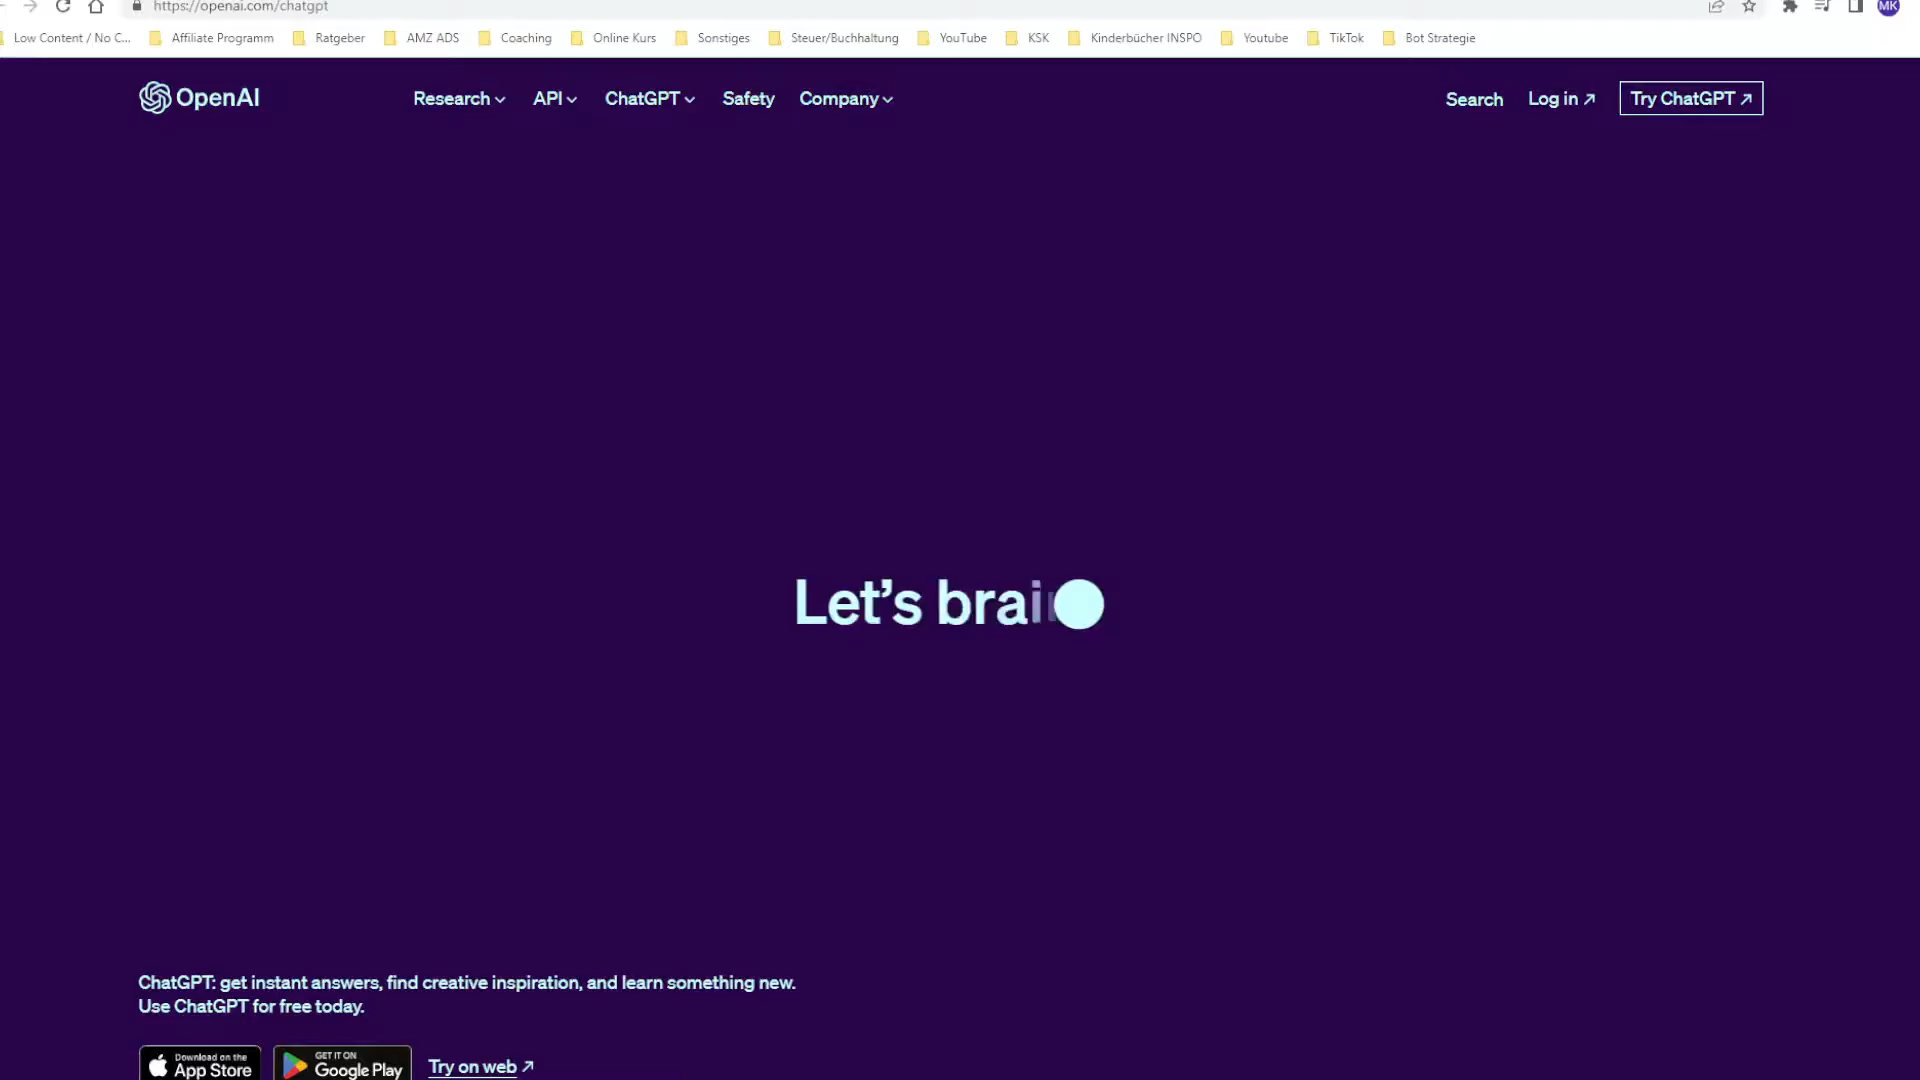 https://openai.com/chatgpt
MK
Low Content / No C... Affiliate Programm Ratgeber AMZ ADS Coaching Online Kurs Sonstiges Steuer/Buchhaltung YouTube KSK Kinderbücher INSPO Youtube TikTok Bot Strategie
OpenAI Research API ChatGPT Safety Company Search Log in ↗ Try ChatGPT ↗
Let’s brai
ChatGPT: get instant answers, find creative inspiration, and learn something new.
Use ChatGPT for free today.
Download on the App Store GET IT ON Google Play Try on web ↗